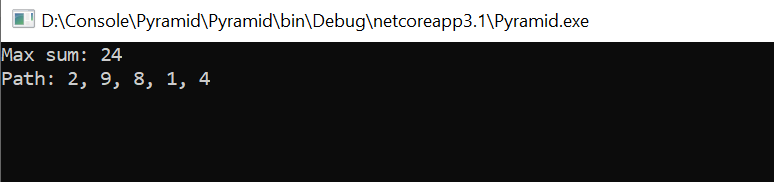 D:\Console\Pyramid\Pyramid\bin\Debug\netcoreapp3.1\Pyramid.exe
Max sum: 24
Path: 2, 9, 8, 1, 4